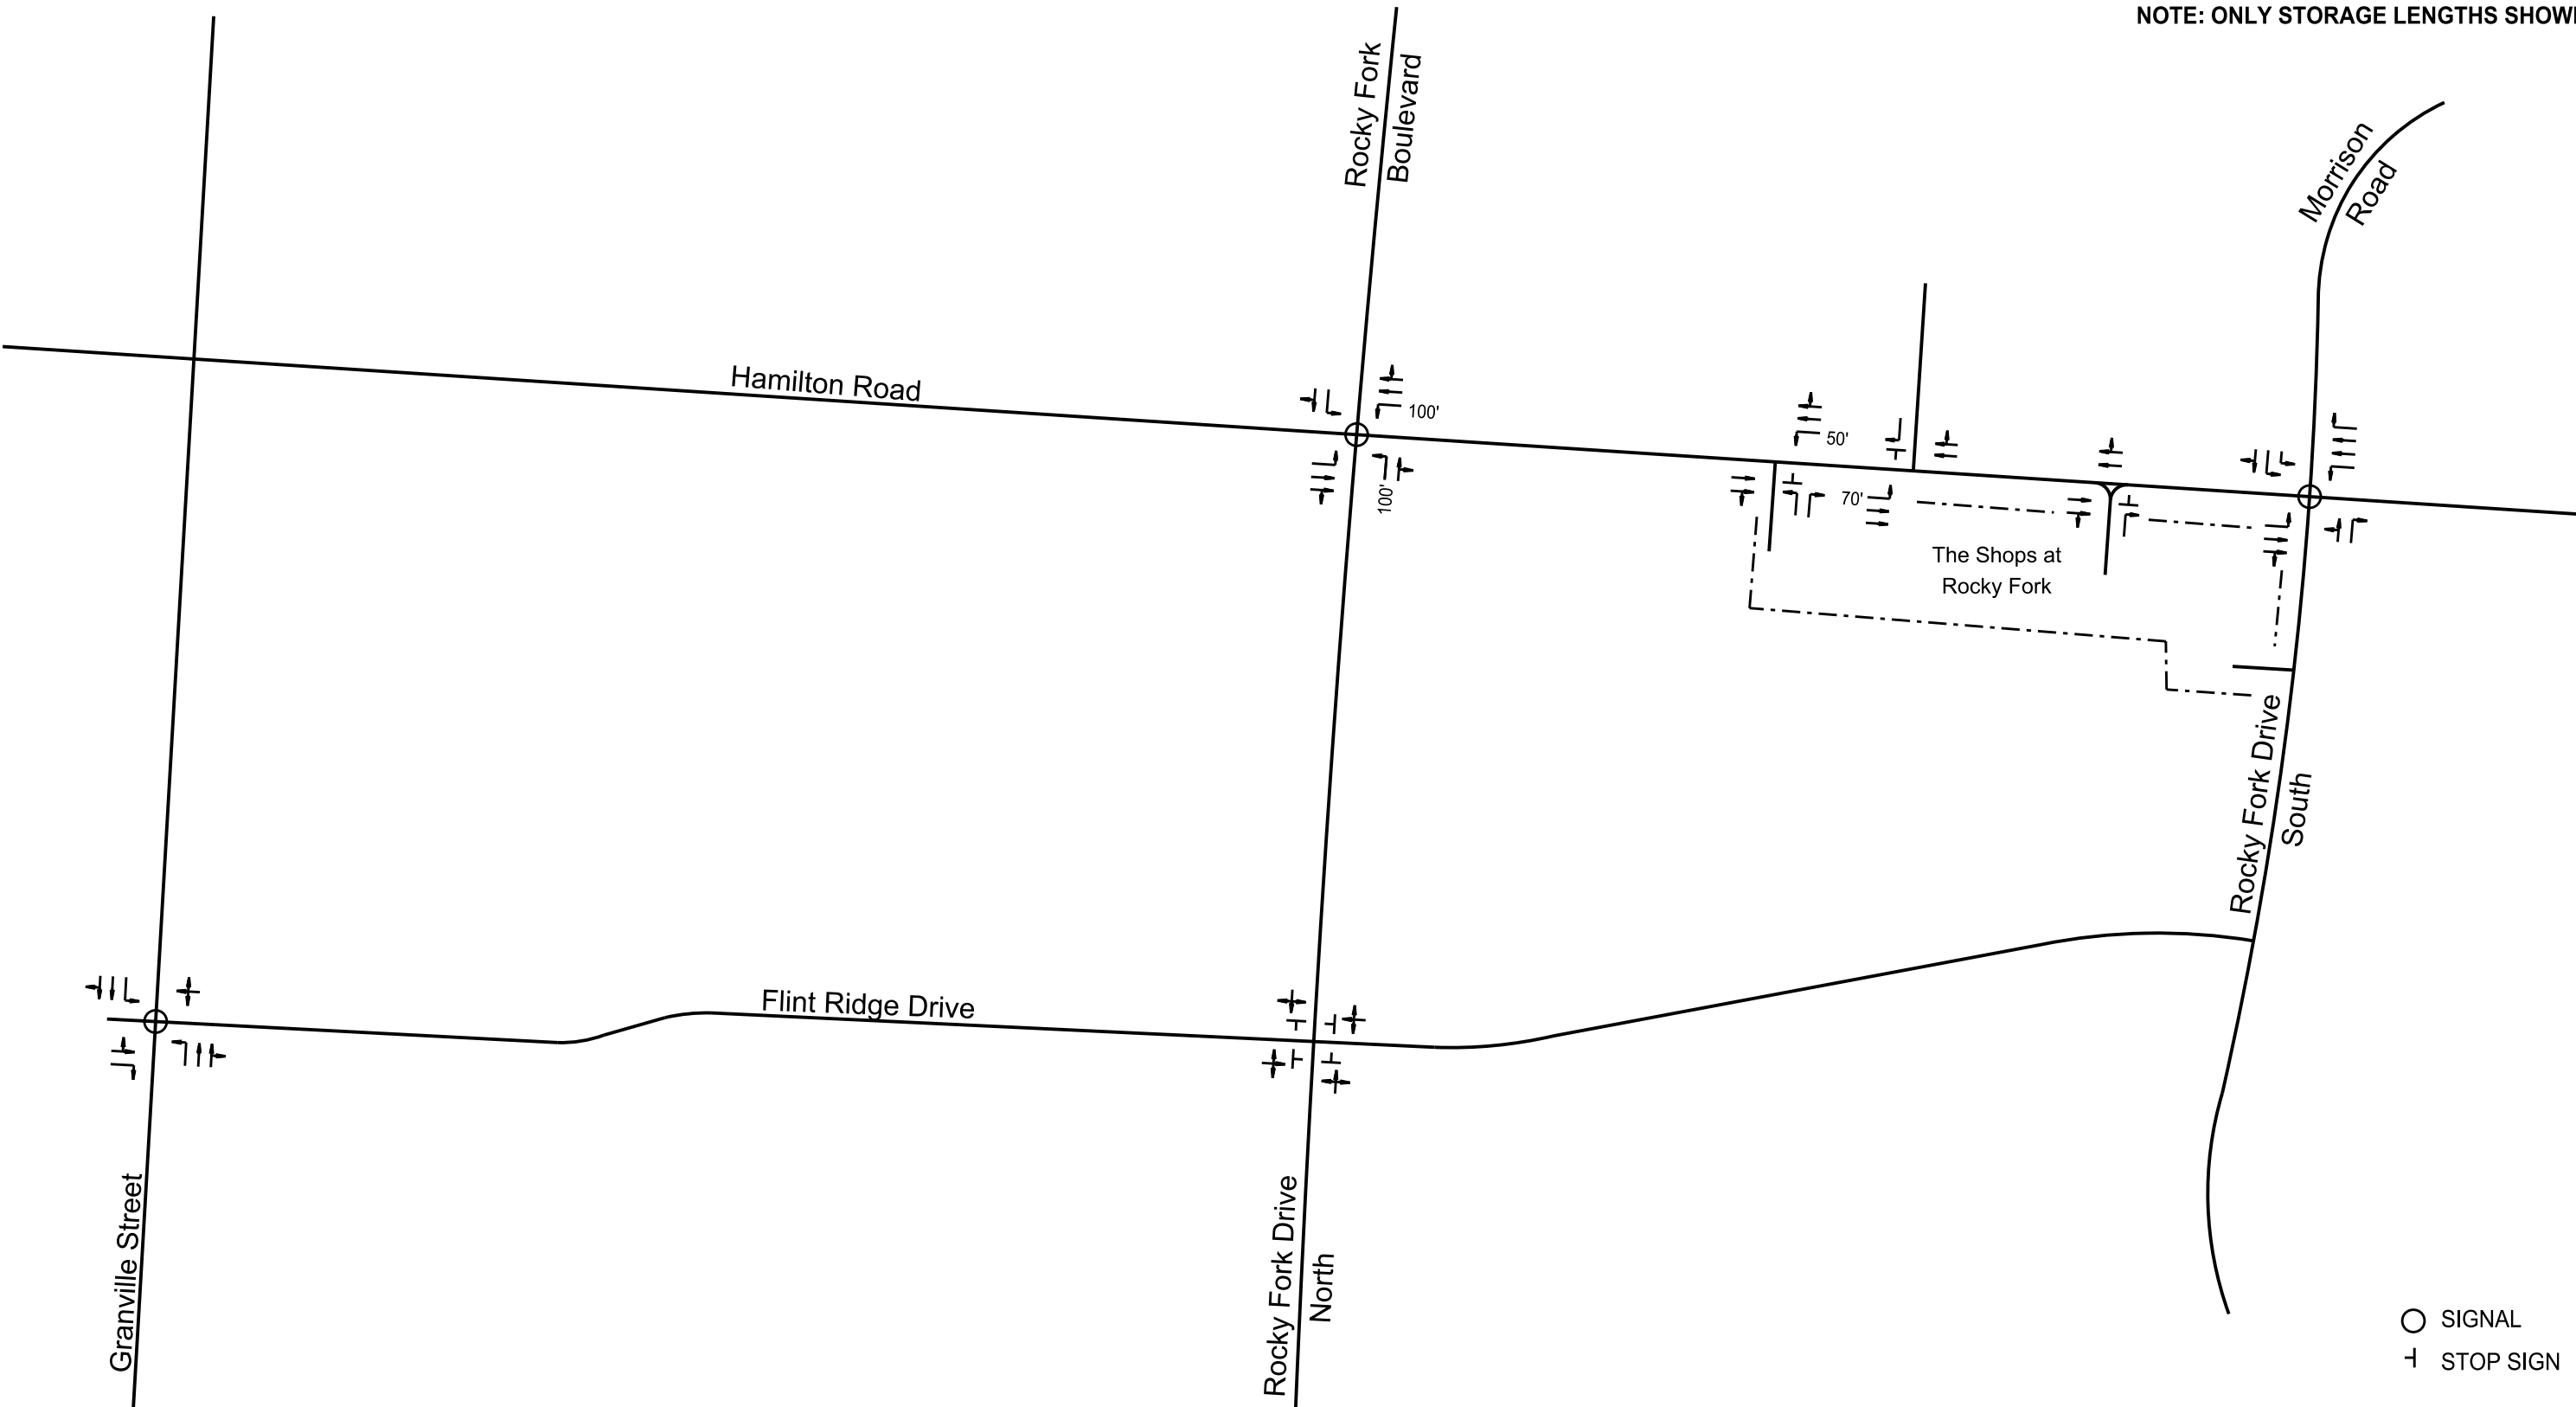 NOTE: ONLY STORAGE LENGTHS SHOWN
Rocky Fork
Boulevard
Morrison
Road
Hamilton Road
100'
100'
50'
70'
The Shops at
Rocky Fork
Rocky Fork Drive
South
Flint Ridge Drive
Granville Street
Rocky Fork Drive
North
SIGNAL
STOP SIGN